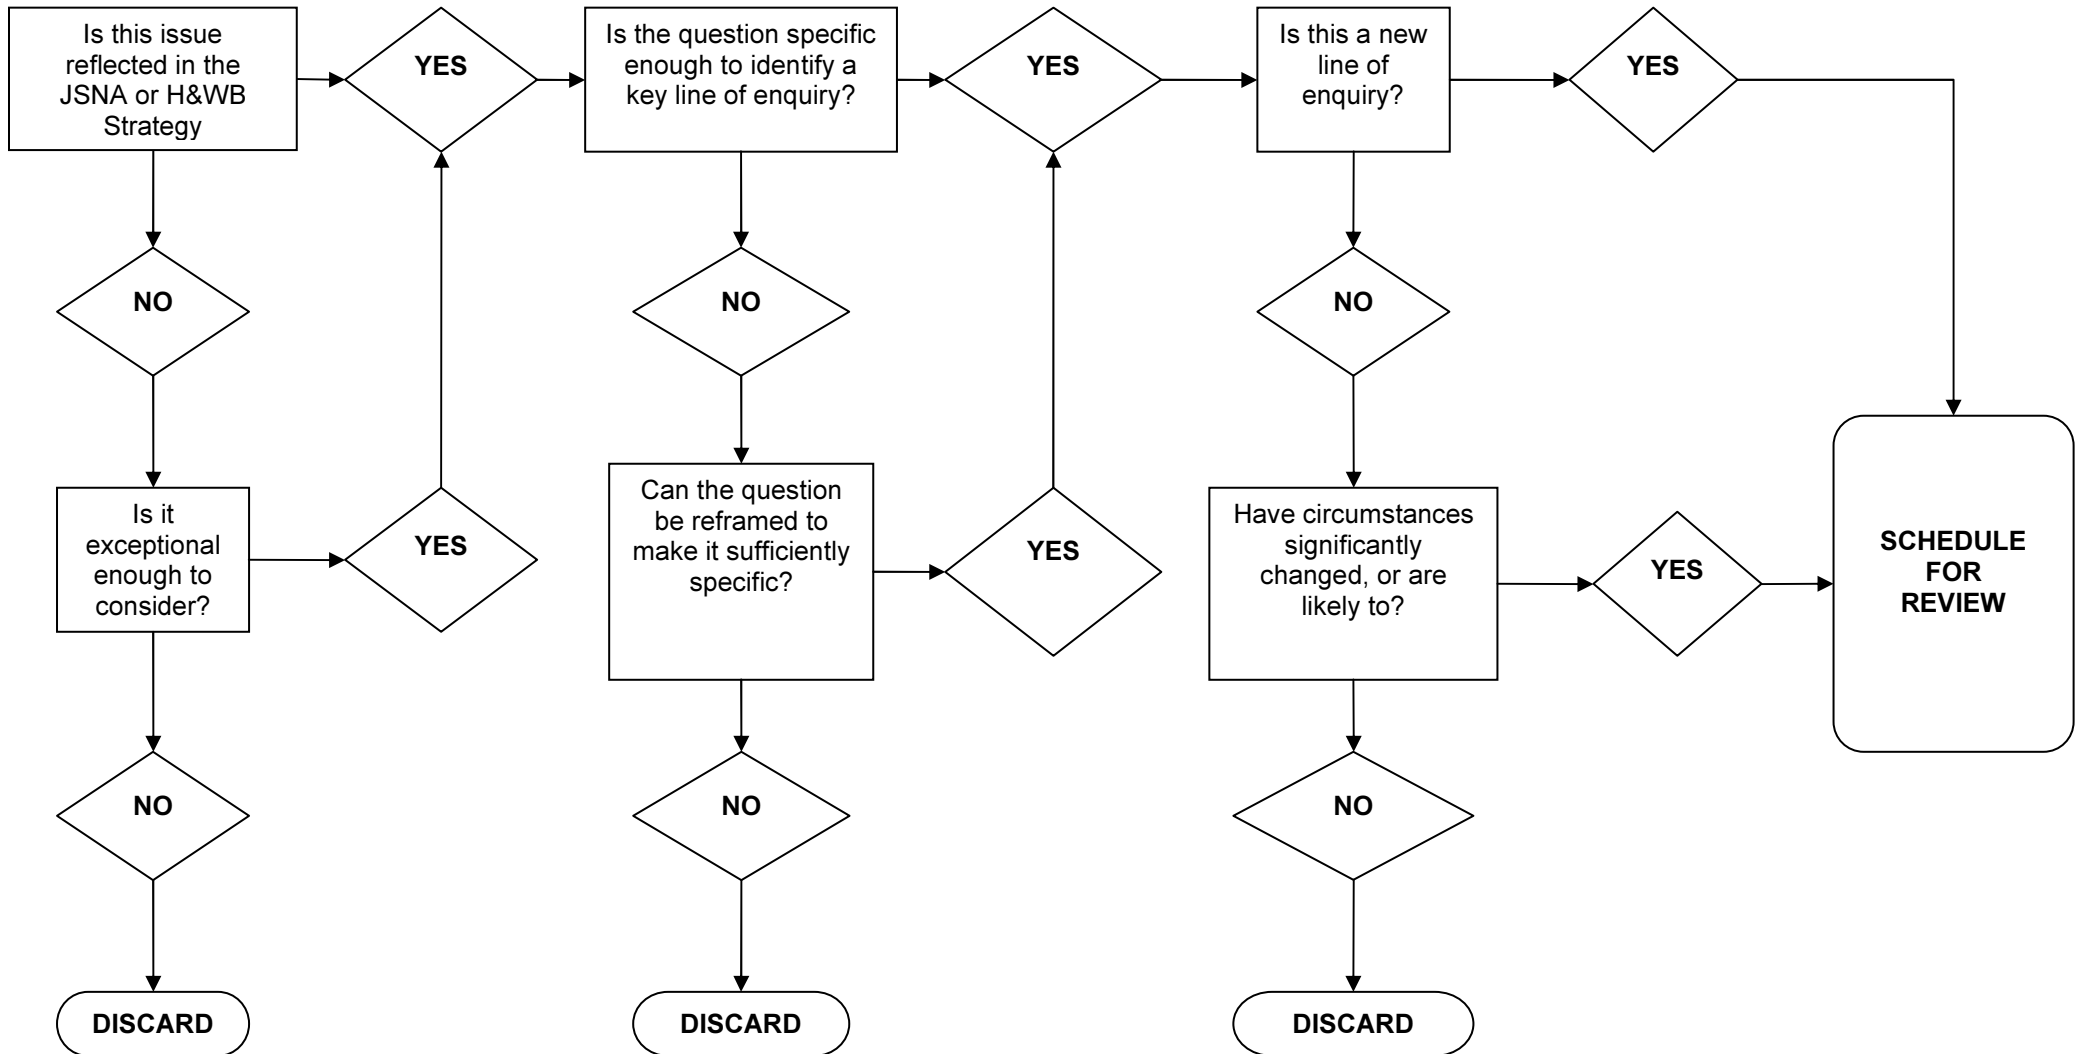 Is this issue
reflected in the
JSNA or H&WB
Strategy
YES
Is the question specific
enough to identify a
key line of enquiry?
YES
Is this a new
line of
enquiry?
YES
NO
NO
NO
Is it
exceptional
enough to
consider?
YES
Can the question
be reframed to
make it sufficiently
specific?
YES
Have circumstances
significantly
changed, or are
likely to?
YES
SCHEDULE
FOR
REVIEW
NO
NO
NO
DISCARD
DISCARD
DISCARD